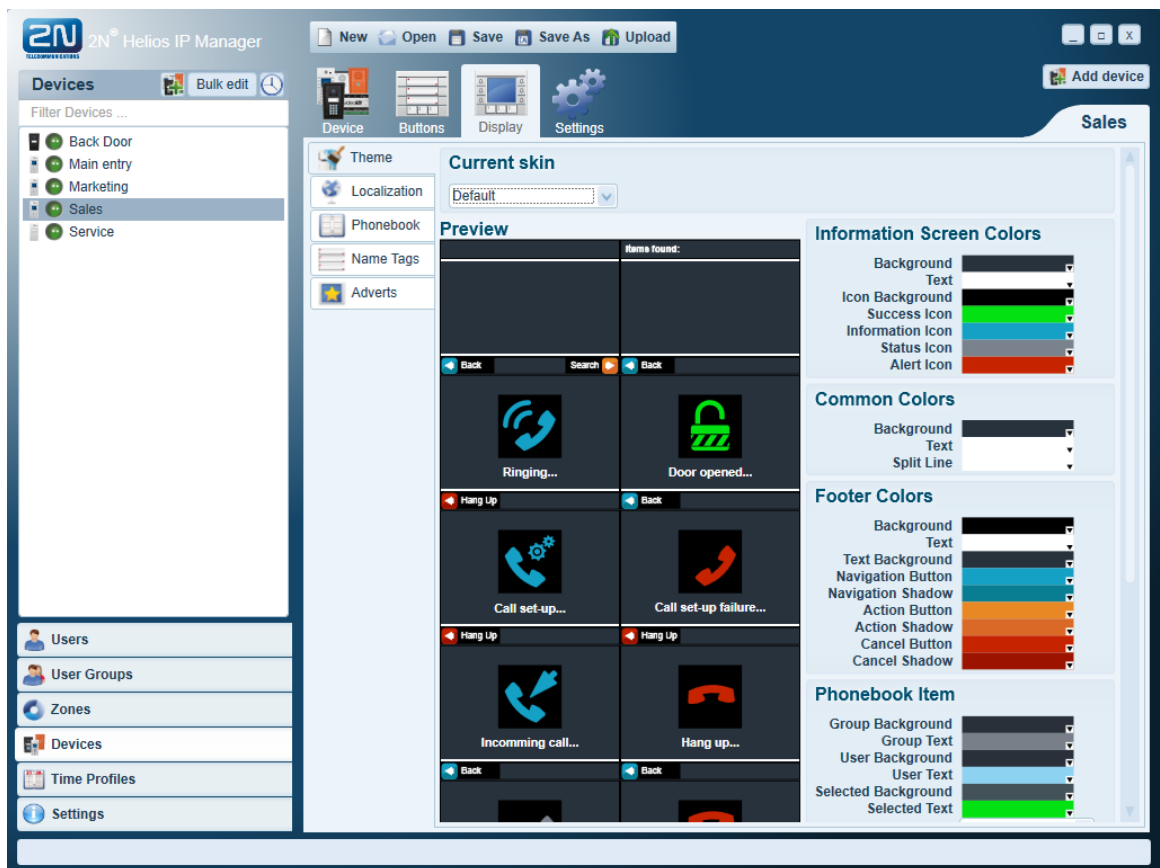 2N
TELECOMMUNICATIONS
2N® Helios IP Manager
New Open Save Save As Upload
_ □ X
Devices
Bulk edit
Filter Devices ...
Back Door
Main entry
Marketing
Sales
Service
Users
User Groups
Zones
Devices
Time Profiles
Settings
Device Buttons Display Settings
Add device
Sales
Theme
Localization
Phonebook
Name Tags
Adverts
Current skin
Default
Preview
Items found:
Back Search Back
Ringing... Door opened...
Hang Up Back
Call set-up... Call set-up failure...
Hang Up Hang Up
Incomming call... Hang up...
Back Back
Information Screen Colors
Background
Text
Icon Background
Success Icon
Information Icon
Status Icon
Alert Icon
Common Colors
Background
Text
Split Line
Footer Colors
Background
Text
Text Background
Navigation Button
Navigation Shadow
Action Button
Action Shadow
Cancel Button
Cancel Shadow
Phonebook Item
Group Background
Group Text
User Background
User Text
Selected Background
Selected Text